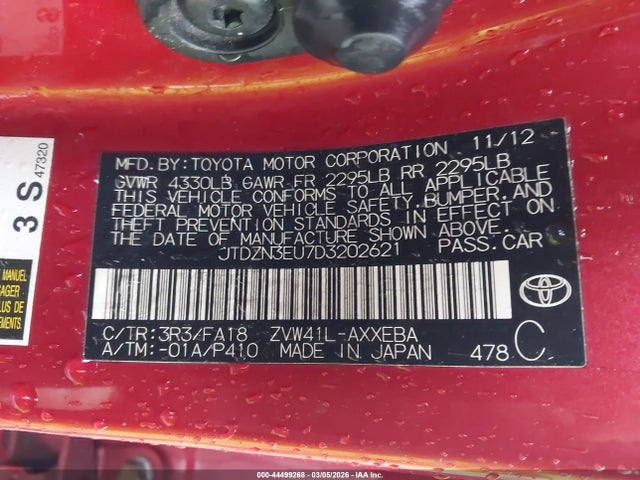 MFD.BY:TOYOTA MOTOR CORPORATION 11/12
GVWR 4330LB GAWR FR 2295LB RR 2295LB
THIS VEHICLE CONFORMS TO ALL APPLICABLE
FEDERAL MOTOR VEHICLE SAFETY,BUMPER,AND
THEFT PREVENTION STANDARDS IN EFFECT ON
THE DATE OF MANUFACTURE SHOWN ABOVE.
JTDZN3EU7D3202621 PASS.CAR
C/TR:3R3/FA18 ZVW41L-AXXEBA
A/TM:-01A/P410 MADE IN JAPAN 478 C
TOYOTA
3 S 47320
MANUEL
EMENTS.
000-44499268 - 03/05/2026 - IAA Inc.